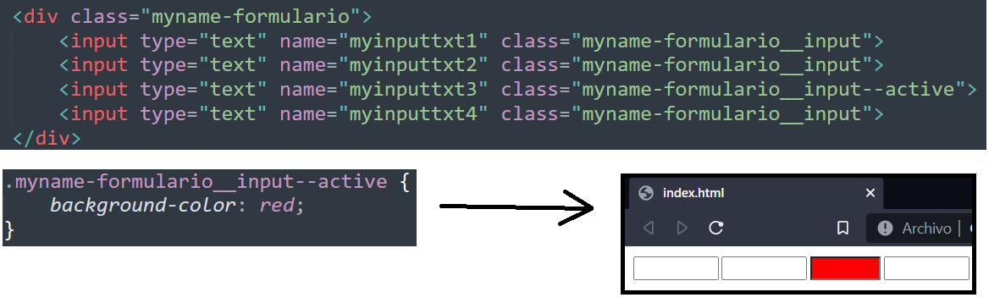 <div class="myname-formulario">
<input type="text" name="myinputtxt1" class="myname-formulario__input">
<input type="text" name="myinputtxt2" class="myname-formulario__input">
<input type="text" name="myinputtxt3" class="myname-formulario__input--active">
<input type="text" name="myinputtxt4" class="myname-formulario__input">
</div>
.myname-formulario__input--active {
background-color: red;
}
index.html
Archivo